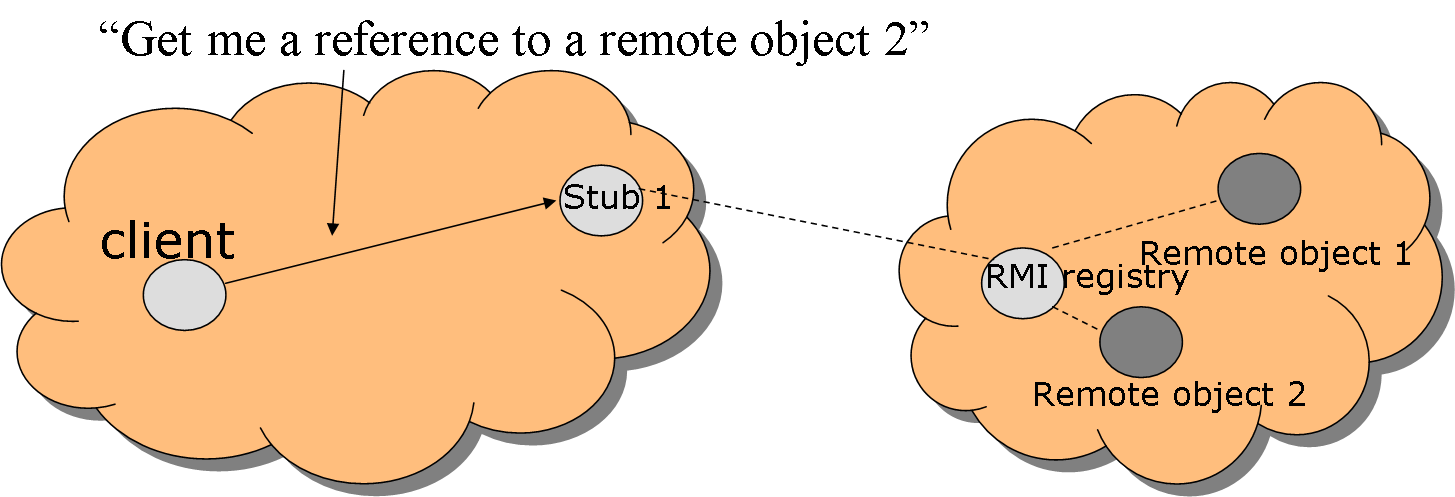 “Get me a reference to a remote object 2”
client
Stub 1
RMI registry
Remote object 1
Remote object 2